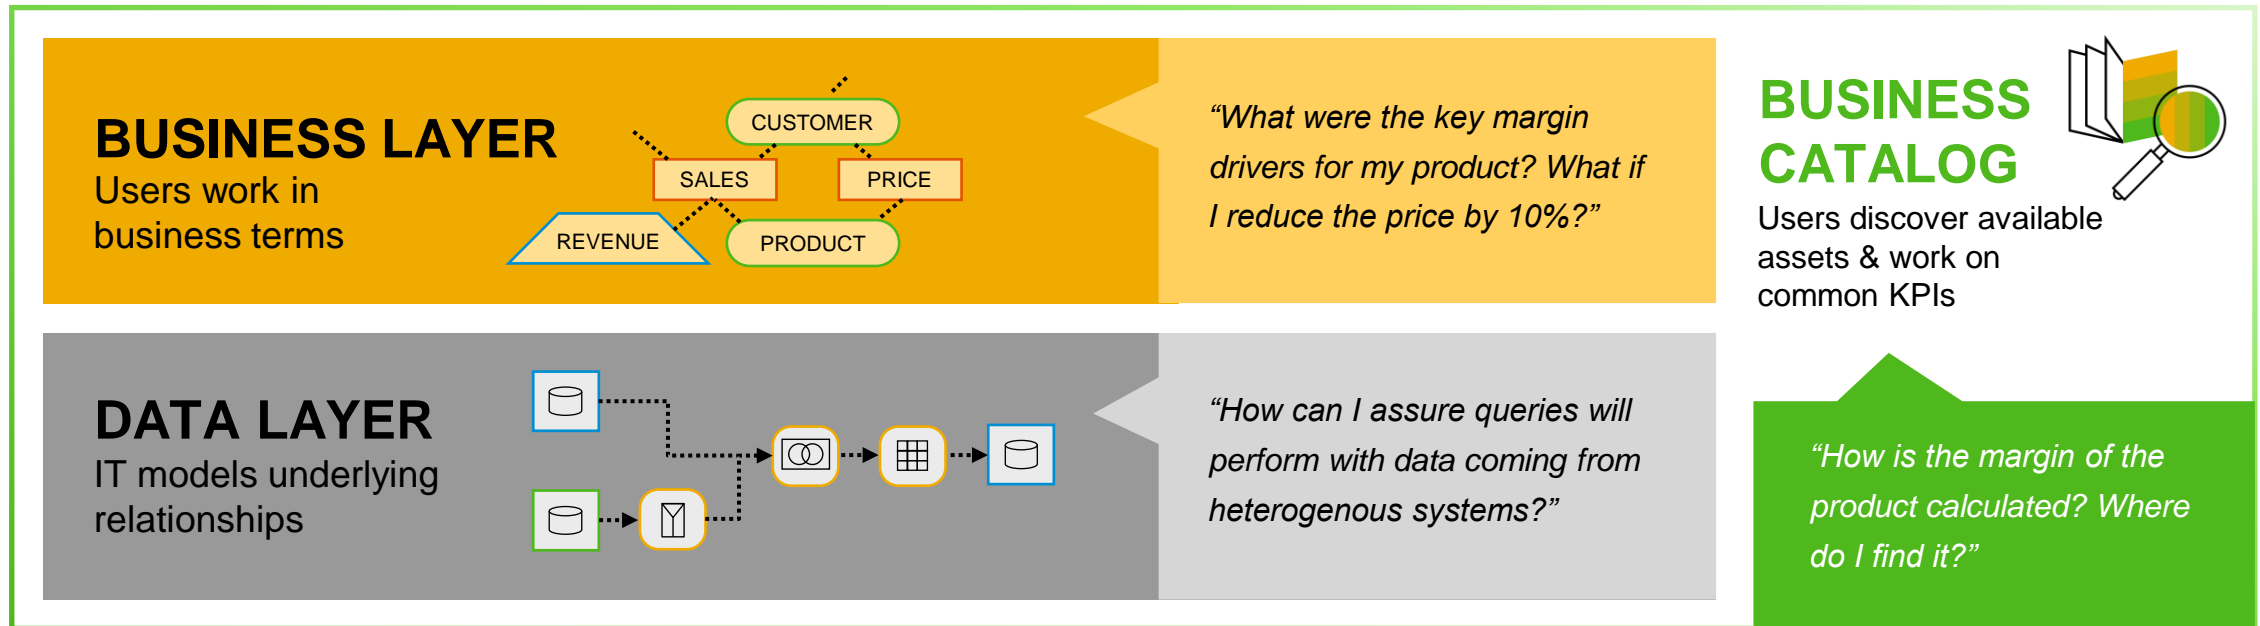 BUSINESS LAYER
Users work in
business terms
CUSTOMER
SALES
PRICE
REVENUE
PRODUCT
“What were the key margin
drivers for my product? What if
I reduce the price by 10%?”
BUSINESS
CATALOG
Users discover available
assets & work on
common KPIs
DATA LAYER
IT models underlying
relationships
“How can I assure queries will
perform with data coming from
heterogenous systems?”
“How is the margin of the
product calculated? Where
do I find it?”